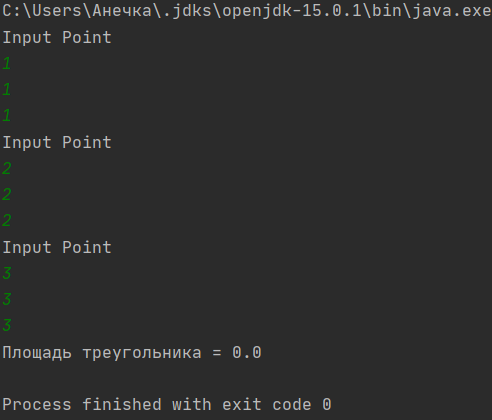 C:\Users\Анечка\.jdks\openjdk-15.0.1\bin\java.exe
Input Point
1
1
1
Input Point
2
2
2
Input Point
3
3
3
Площадь треугольника = 0.0
Process finished with exit code 0